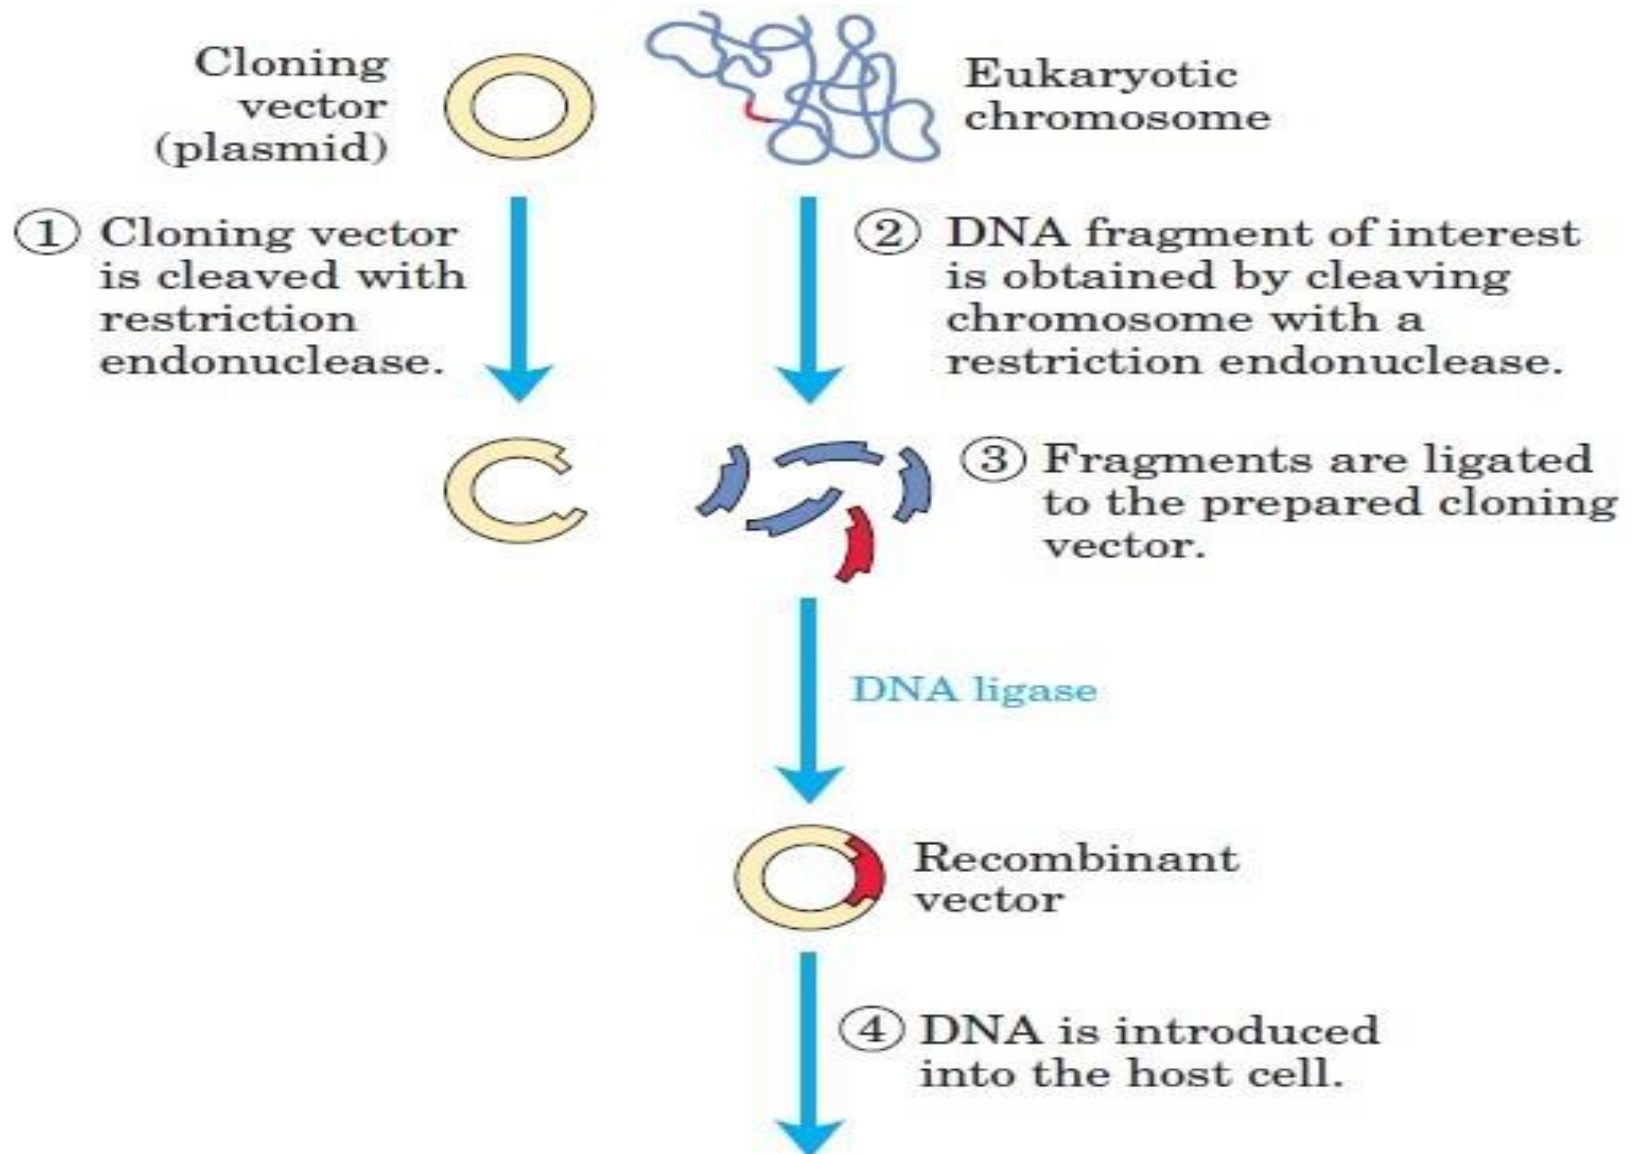 Cloning
vector
(plasmid)
Eukaryotic
chromosome
1 Cloning vector
is cleaved with
restriction
endonuclease.
2 DNA fragment of interest
is obtained by cleaving
chromosome with a
restriction endonuclease.
3 Fragments are ligated
to the prepared cloning
vector.
DNA ligase
Recombinant
vector
4 DNA is introduced
into the host cell.